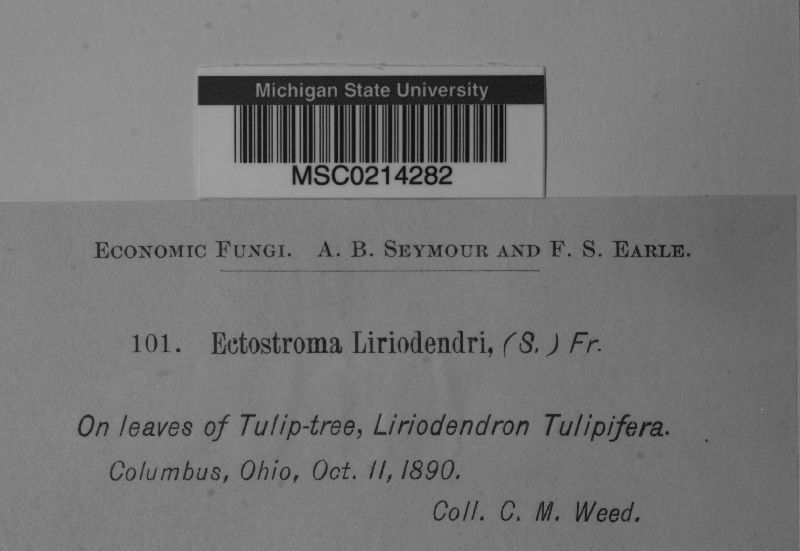 Michigan State University
MSC0214282
Economic Fungi. A. B. Seymour and F. S. Earle.
101. Ectostroma Liriodendri, (S.) Fr.
On leaves of Tulip-tree, Liriodendron Tulipifera.
Columbus, Ohio, Oct. 11, 1890.
Coll. C. M. Weed.